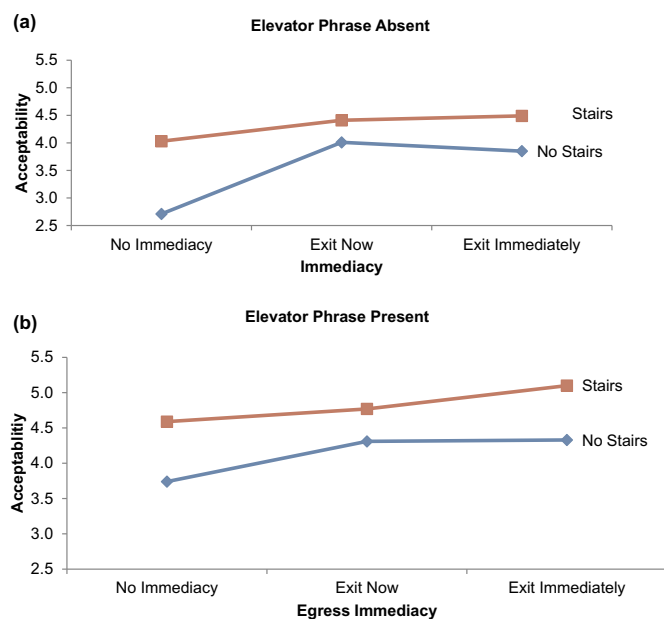 (a)
Elevator Phrase Absent
Acceptability
5.5
5.0
4.5
4.0
3.5
3.0
2.5
Stairs
No Stairs
No Immediacy Exit Now Exit Immediately
Immediacy
(b)
Elevator Phrase Present
Acceptablitiy
5.5
5.0
4.5
4.0
3.5
3.0
2.5
Stairs
No Stairs
No Immediacy Exit Now Exit Immediately
Egress Immediacy